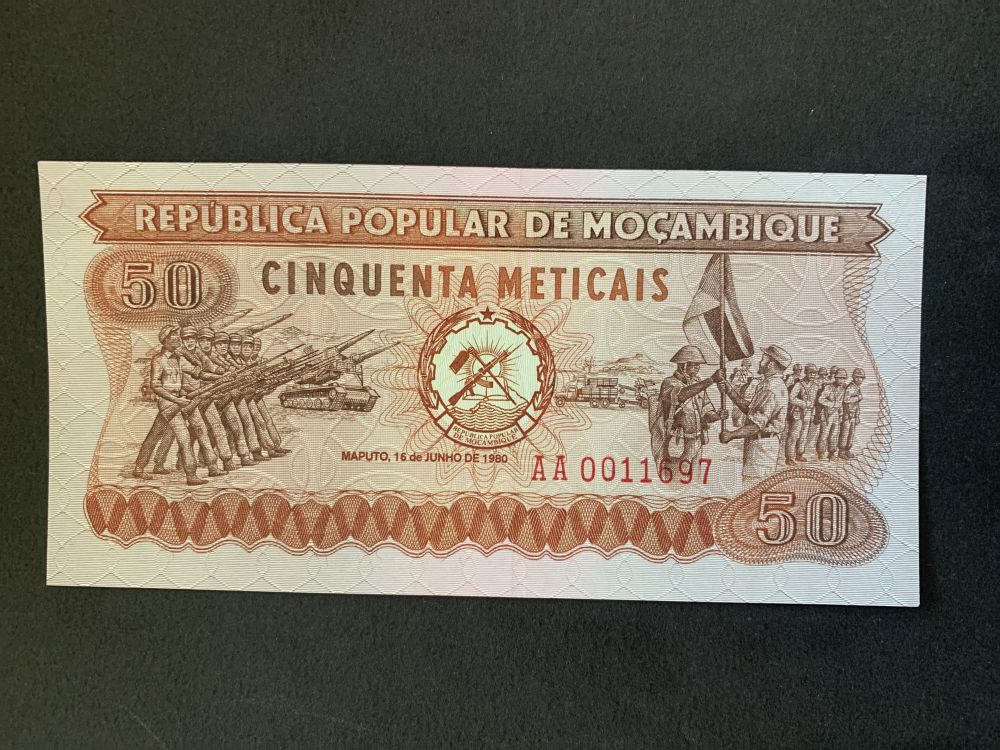 REPÚBLICA POPULAR DE MOÇAMBIQUE
50
CINQUENTA METICAIS
REPÚBLICA POPULAR
DE MOÇAMBIQUE
MAPUTO, 16 de JUNHO DE 1980
AA 0011697
50